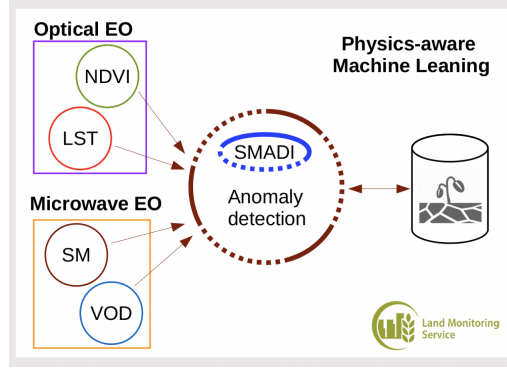 Optical EO
NDVI
LST
Microwave EO
SM
VOD
SMADI
Anomaly
detection
Physics-aware
Machine Leaning
Land Monitoring
Service